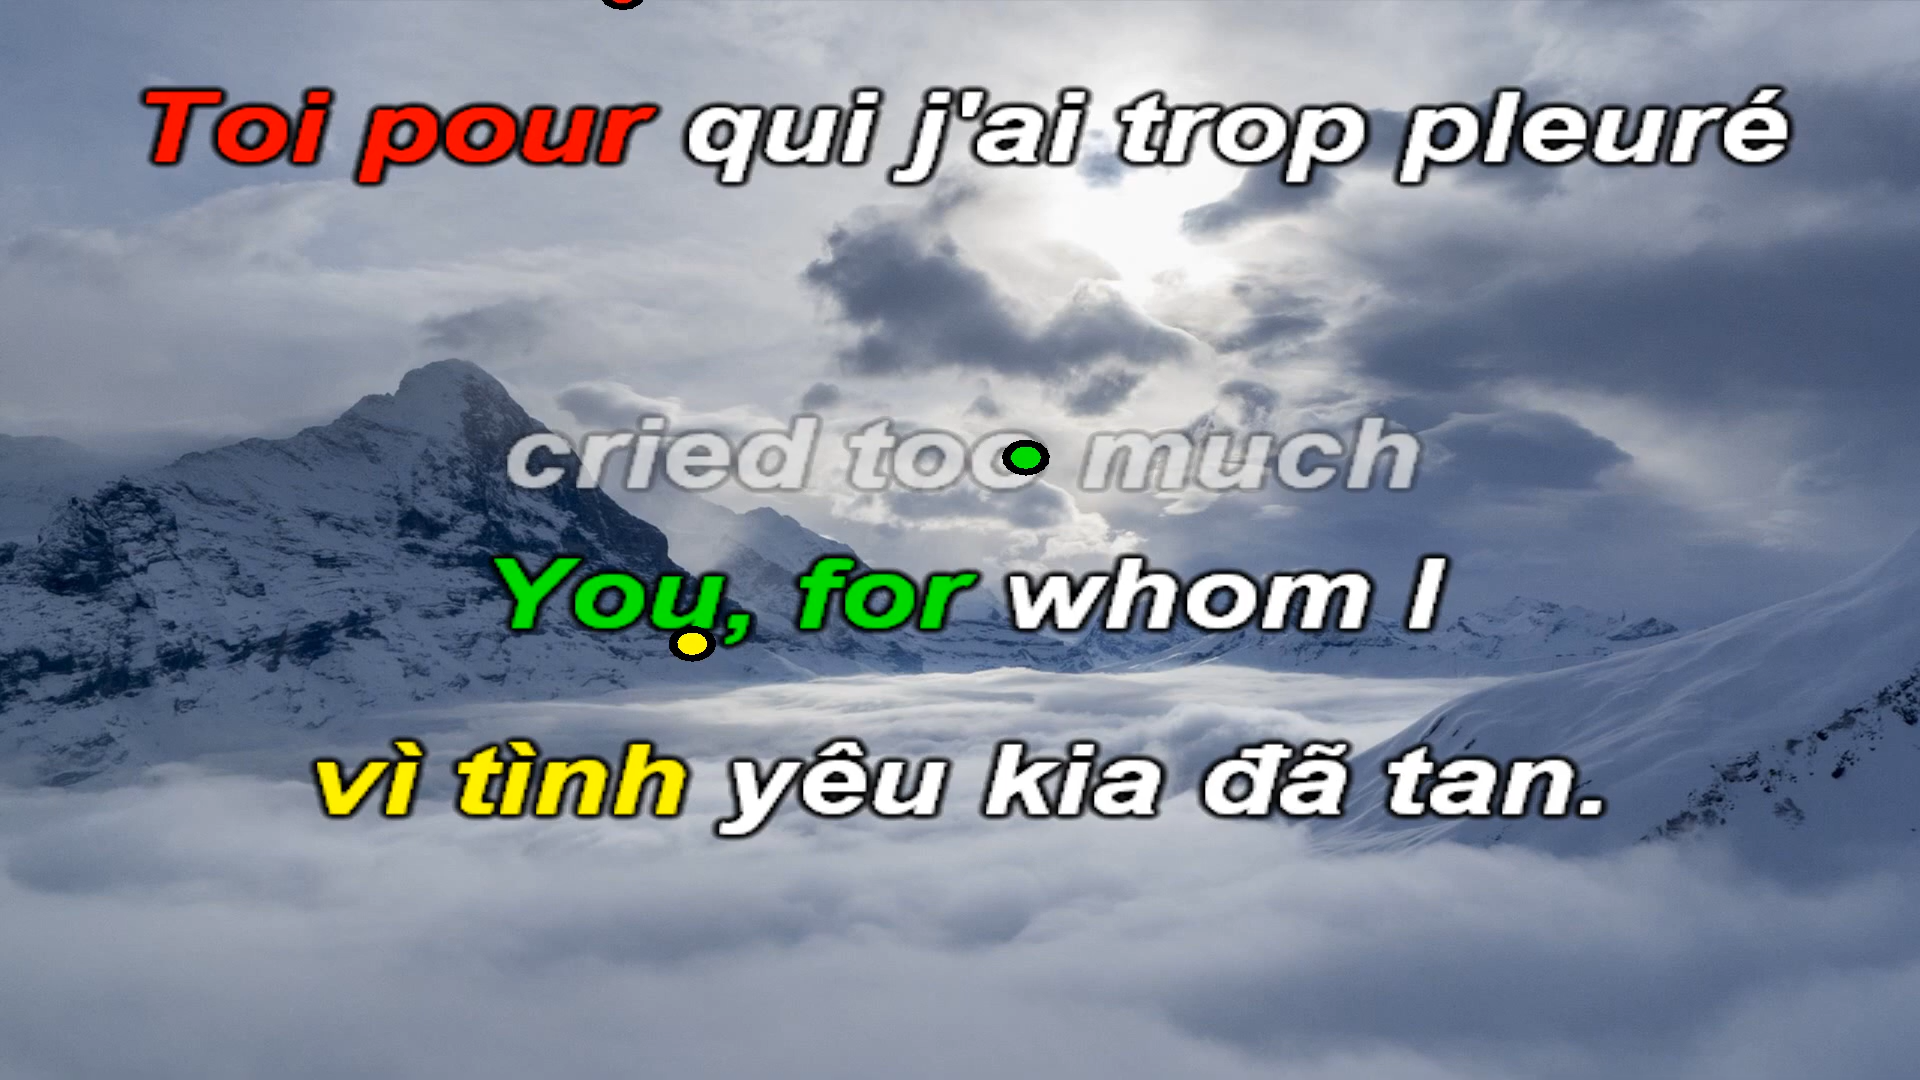 Toi pour qui j'ai trop pleuré
cried too much
You, for whom I
vì tình yêu kia đã tan.